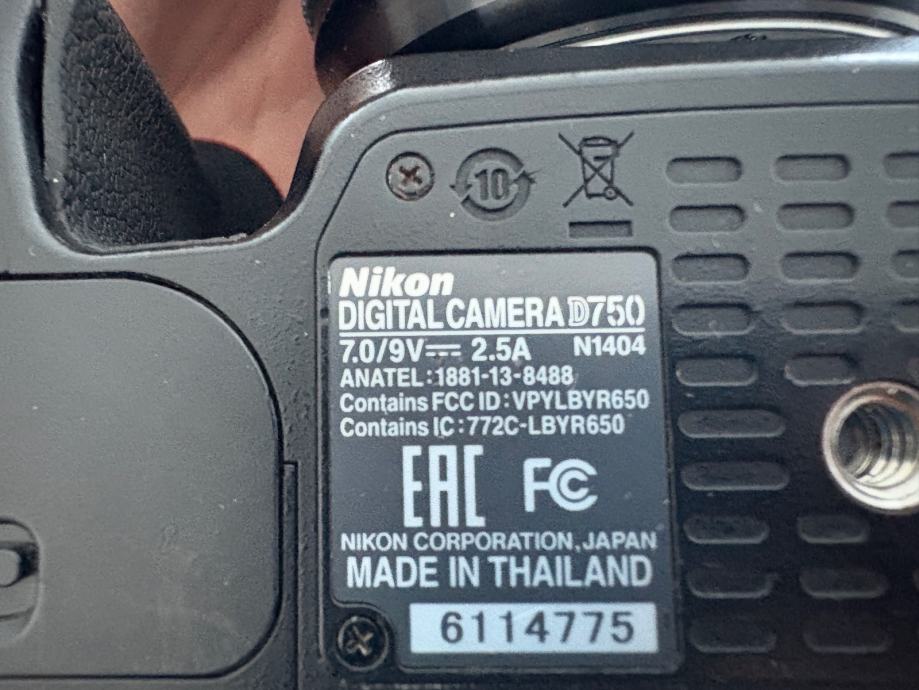 10
Nikon
DIGITAL CAMERA D750
7.0/9V⎓ 2.5A N1404
ANATEL:1881-13-8488
Contains FCC ID:VPYLBYR650
Contains IC:772C-LBYR650
EAC FC
NIKON CORPORATION,JAPAN
MADE IN THAILAND
6114775